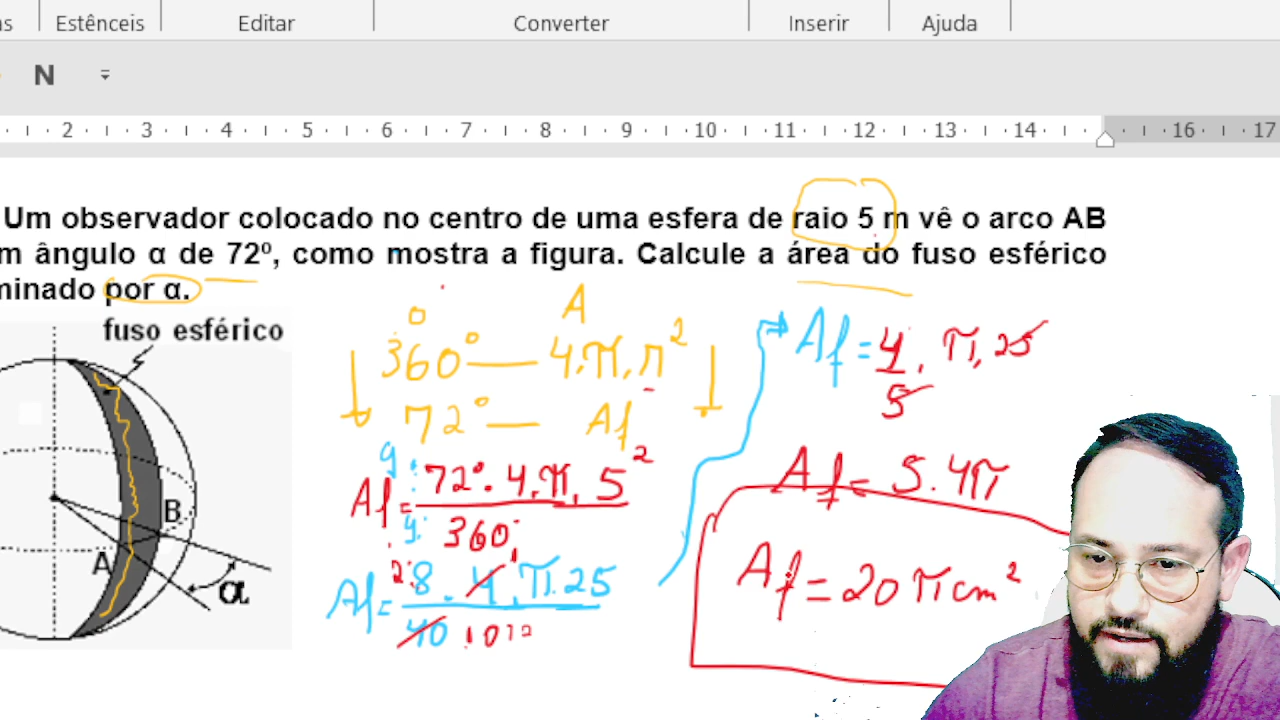 Estênceis Editar Converter Inserir Ajuda
N
2 3 4 5 6 7 8 9 10 11 12 13 14 16 17
Um observador colocado no centro de uma esfera de raio 5 m vê o arco AB
m ângulo α de 72º, como mostra a figura. Calcule a área do fuso esférico
minado por α.
fuso esférico
B
A
α
o A
360° — 4.π.r²
72° — Af
Af = 72°. 4.π. 5²
360
Af = 8 . 4 . π. 25
40
Af = 4 . π. 25
5
Af = 5.4π
Af = 20 π cm²